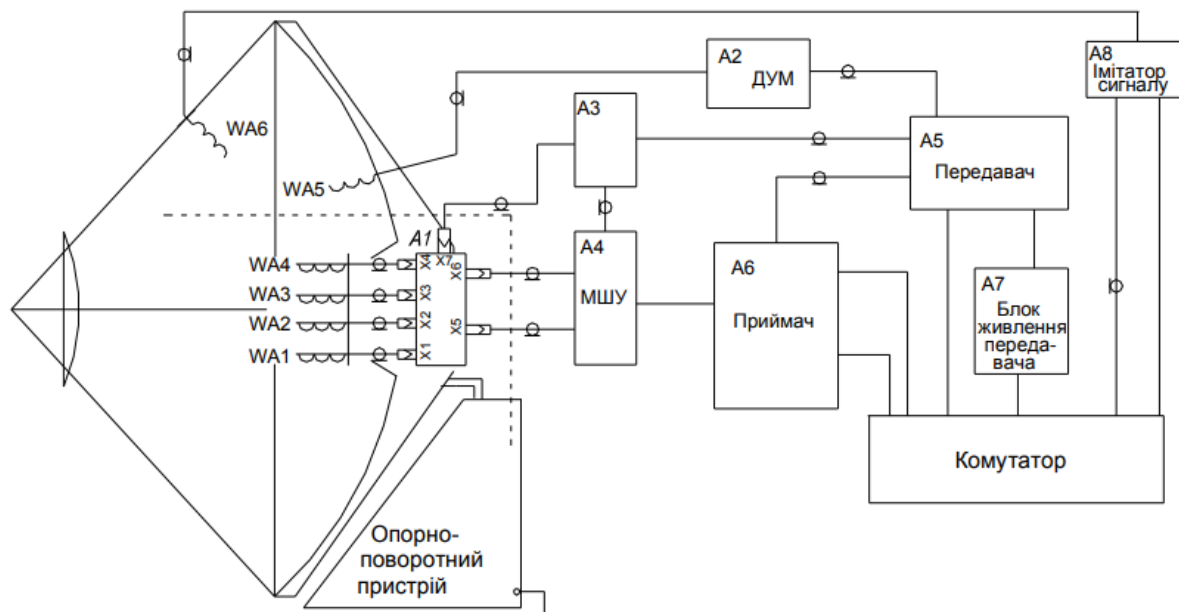 A8
Імітатор
сигналу
A2
ДУМ
A3
WA6
WA5
A5
Передавач
A1
X7
WA4
X4
X6
A4
МШУ
A6
Приймач
WA3
X3
WA2
X2
X5
WA1
X1
A7
Блок
живлення
переда-
вача
Комутатор
Опорно-
поворотний
пристрій